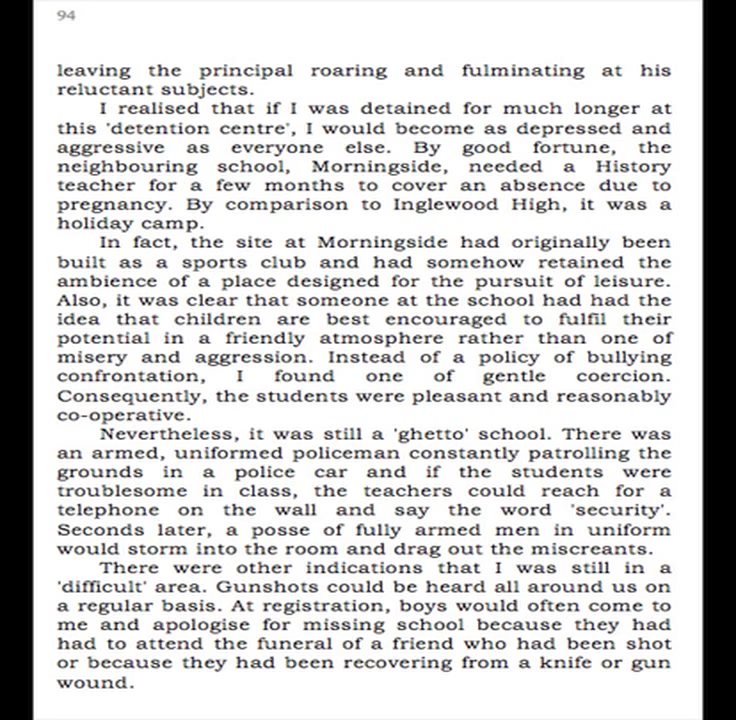 94
leaving the principal roaring and fulminating at his
reluctant subjects.
I realised that if I was detained for much longer at
this 'detention centre', I would become as depressed and
aggressive as everyone else. By good fortune, the
neighbouring school, Morningside, needed a History
teacher for a few months to cover an absence due to
pregnancy. By comparison to Inglewood High, it was a
holiday camp.
In fact, the site at Morningside had originally been
built as a sports club and had somehow retained the
ambience of a place designed for the pursuit of leisure.
Also, it was clear that someone at the school had had the
idea that children are best encouraged to fulfil their
potential in a friendly atmosphere rather than one of
misery and aggression. Instead of a policy of bullying
confrontation, I found one of gentle coercion.
Consequently, the students were pleasant and reasonably
co-operative.
Nevertheless, it was still a 'ghetto' school. There was
an armed, uniformed policeman constantly patrolling the
grounds in a police car and if the students were
troublesome in class, the teachers could reach for a
telephone on the wall and say the word 'security'.
Seconds later, a posse of fully armed men in uniform
would storm into the room and drag out the miscreants.
There were other indications that I was still in a
'difficult' area. Gunshots could be heard all around us on
a regular basis. At registration, boys would often come to
me and apologise for missing school because they had
had to attend the funeral of a friend who had been shot
or because they had been recovering from a knife or gun
wound.